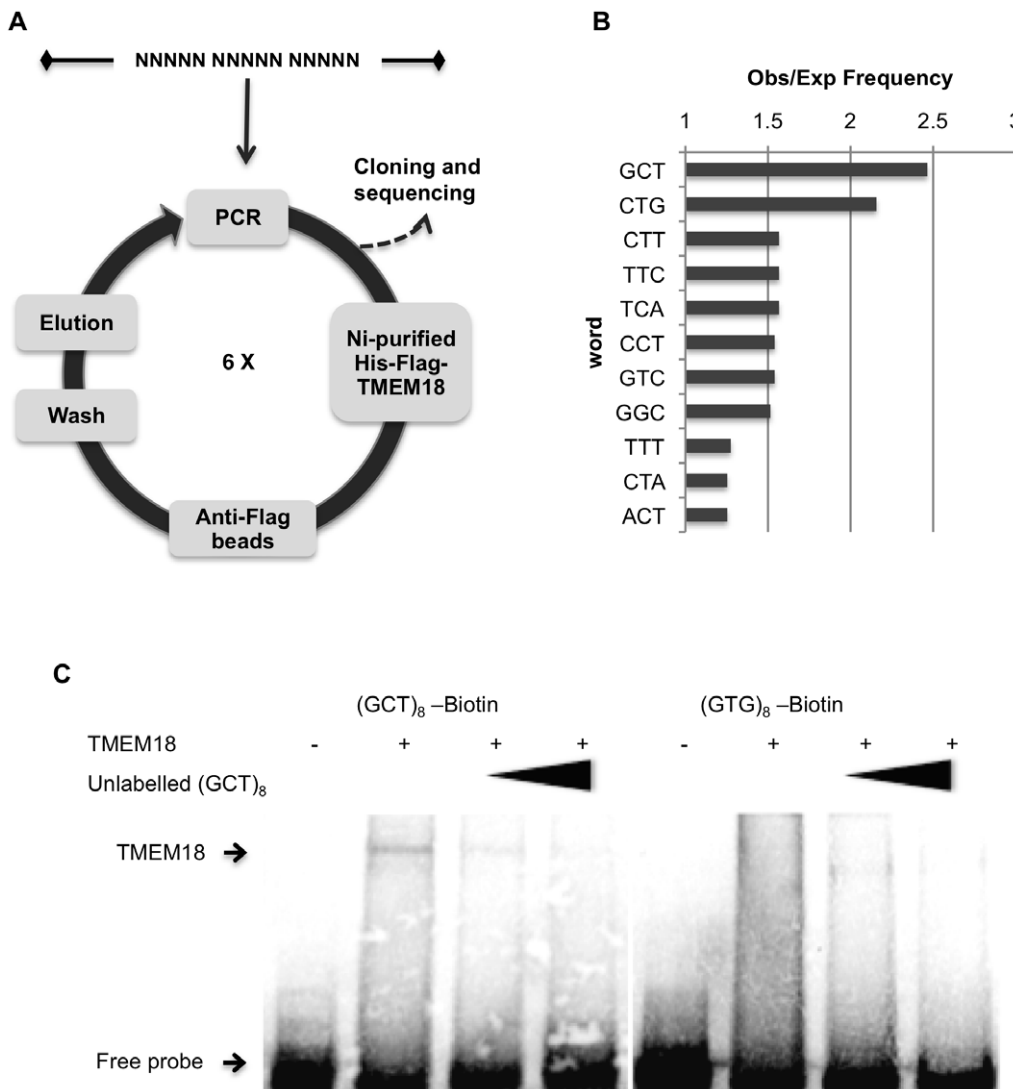 A
NNNNN NNNNN NNNNN
Cloning and
sequencing
PCR
Elution
Wash
6 X
Ni-purified
His-Flag-
TMEM18
Anti-Flag
beads
B
Obs/Exp Frequency
1 1.5 2 2.5 3
word
GCT
CTG
CTT
TTC
TCA
CCT
GTC
GGC
TTT
CTA
ACT
C
(GCT)8 –Biotin (GTG)8 –Biotin
TMEM18 - + + + - + + +
Unlabelled (GCT)8
TMEM18
Free probe